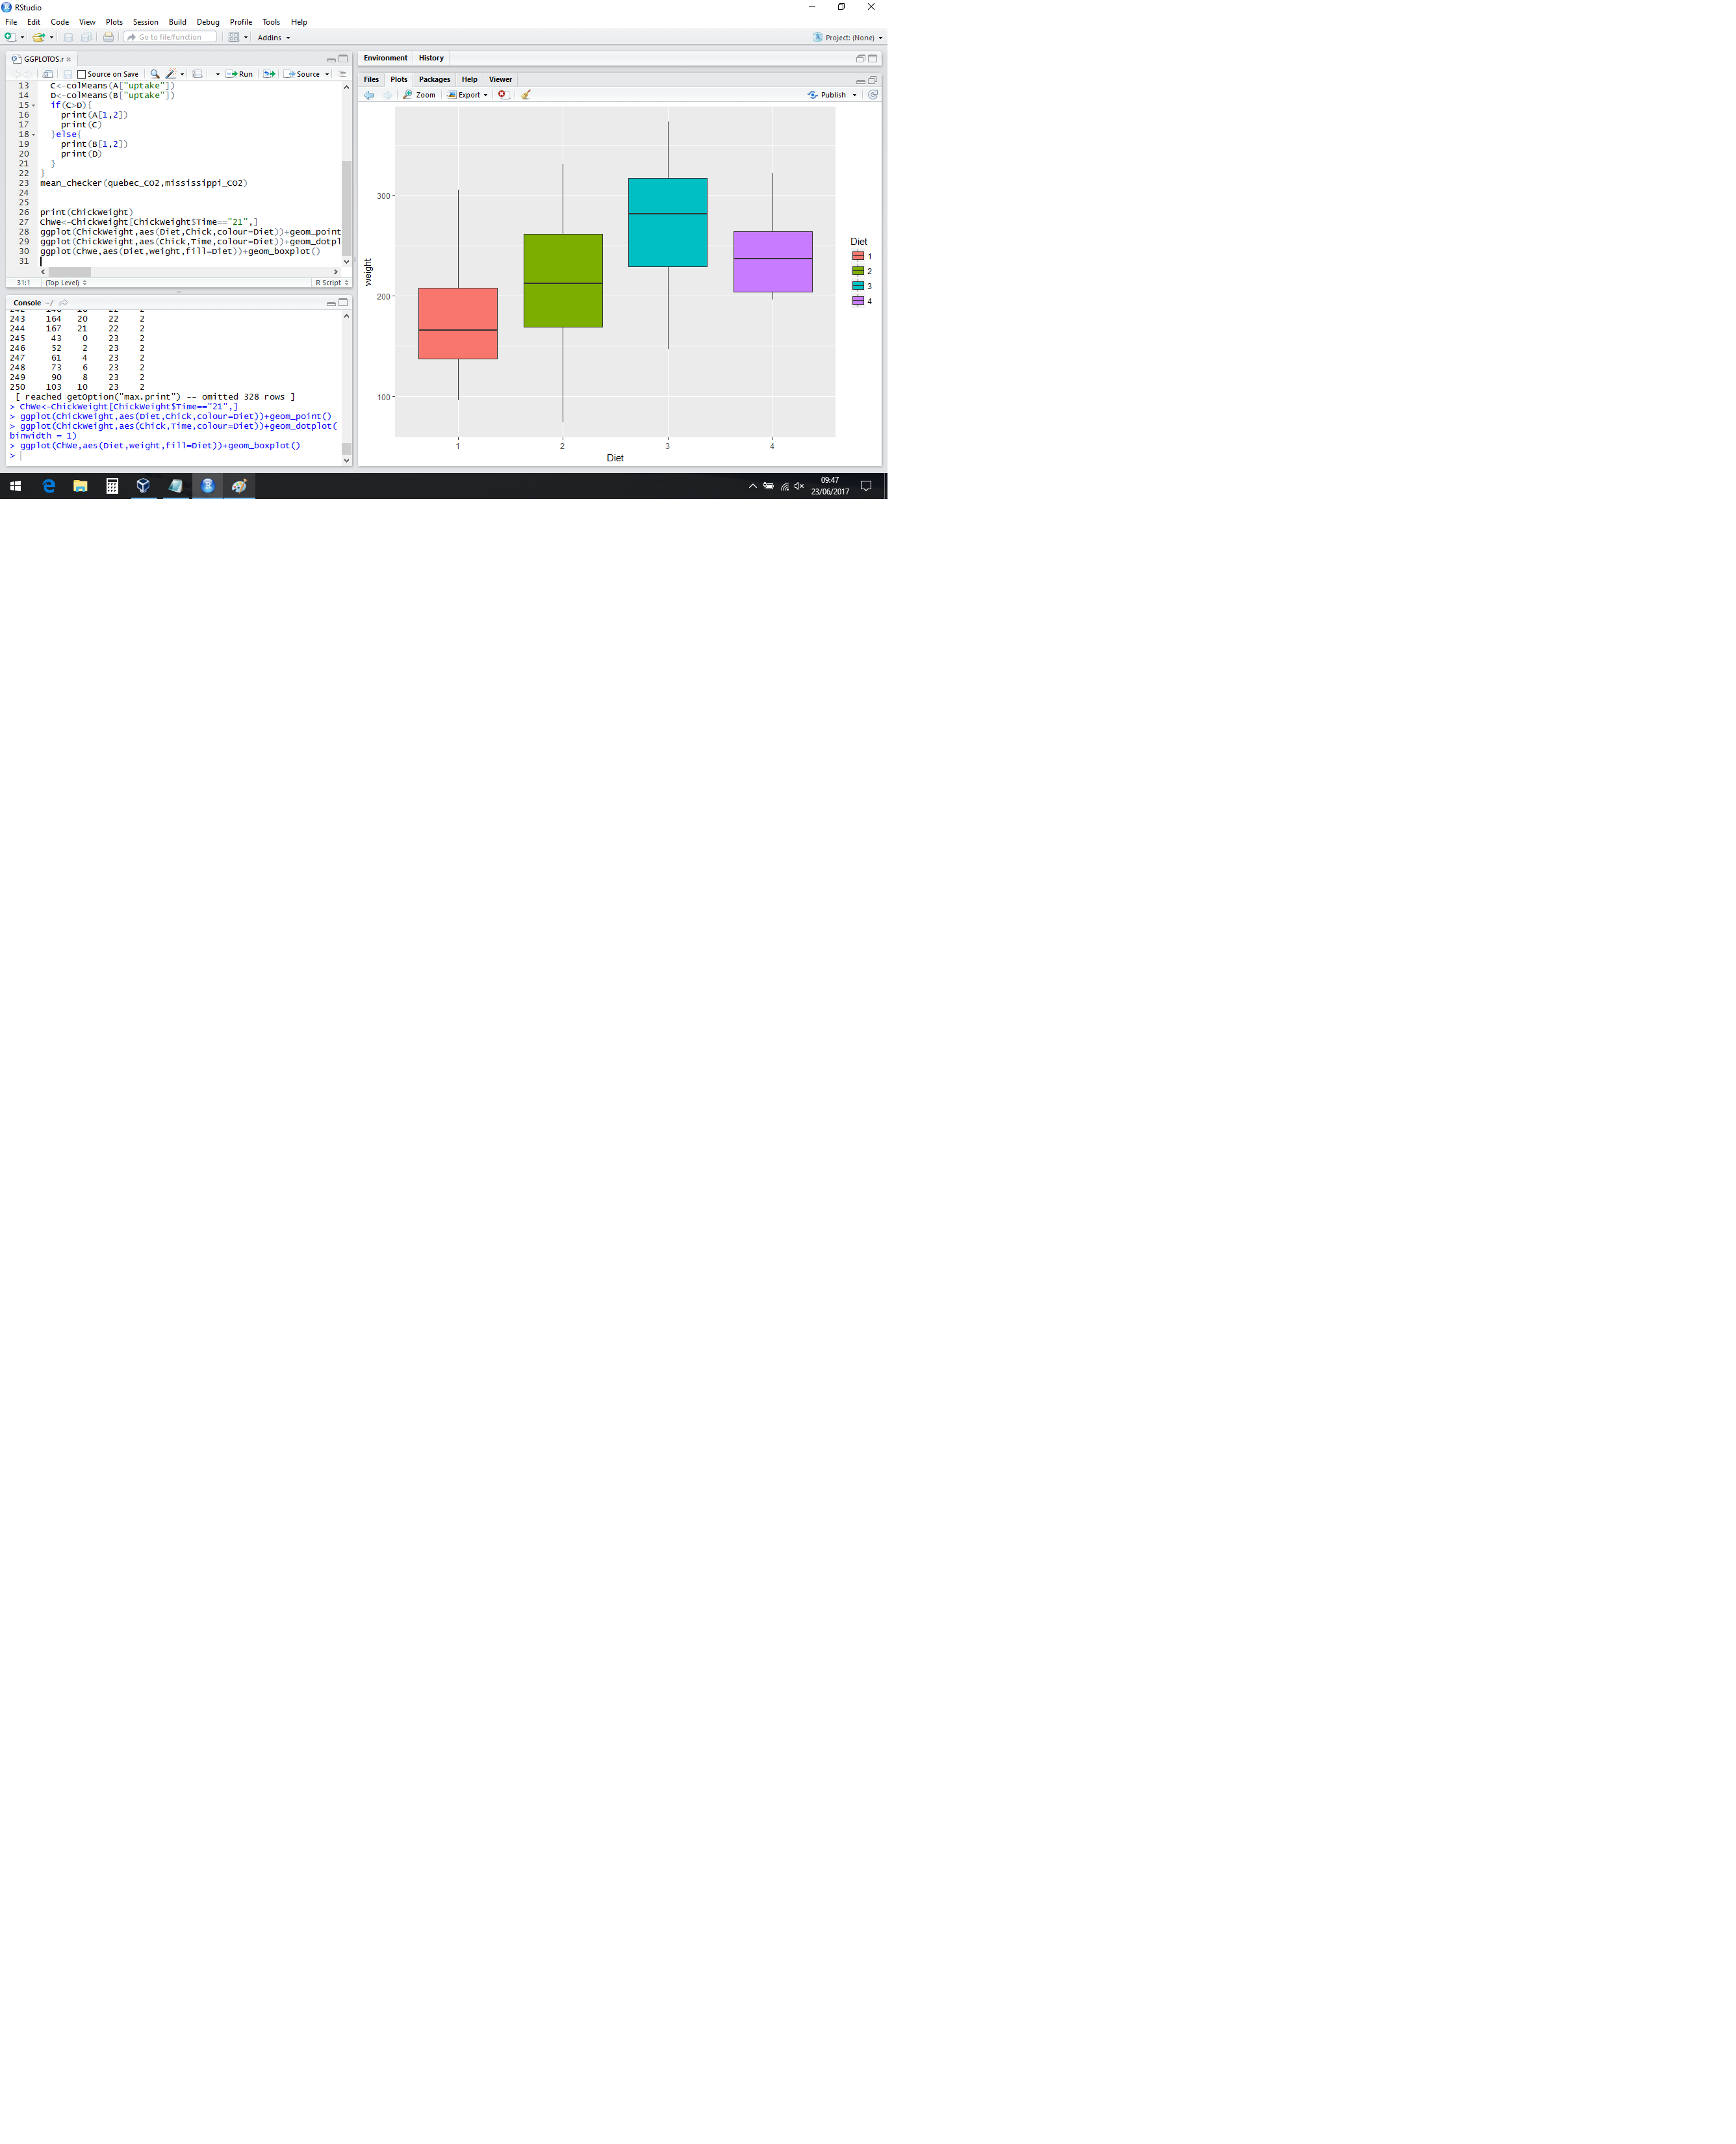 RStudio
File Edit Code View Plots Session Build Debug Profile Tools Help
Go to file/function Addins Project: (None)
GGPLOTOS.r
Source on Save Run Source
13 C<-colMeans(A["uptake"])
14 D<-colMeans(B["uptake"])
15 if(C>D){
16 print(A[1,2])
17 print(C)
18 }else{
19 print(B[1,2])
20 print(D)
21 }
22 }
23 mean_checker(quebec_CO2,mississippi_CO2)
24
25
26 print(ChickWeight)
27 ChWe<-ChickWeight[ChickWeight$Time=="21",]
28 ggplot(ChickWeight,aes(Diet,Chick,colour=Diet))+geom_point
29 ggplot(ChickWeight,aes(Chick,Time,colour=Diet))+geom_dotpl
30 ggplot(ChWe,aes(Diet,weight,fill=Diet))+geom_boxplot()
31
31:1 (Top Level) R Script
Console ~/
243 164 20 22 2
244 167 21 22 2
245 43 0 23 2
246 52 2 23 2
247 61 4 23 2
248 73 6 23 2
249 90 8 23 2
250 103 10 23 2
[ reached getOption("max.print") -- omitted 328 rows ]
> ChWe<-ChickWeight[ChickWeight$Time=="21",]
> ggplot(ChickWeight,aes(Diet,Chick,colour=Diet))+geom_point()
> ggplot(ChickWeight,aes(Chick,Time,colour=Diet))+geom_dotplot(
binwidth = 1)
> ggplot(ChWe,aes(Diet,weight,fill=Diet))+geom_boxplot()
>
Environment History
Files Plots Packages Help Viewer
Zoom Export Publish
300
200
100
weight
1 2 3 4
Diet
Diet
1
2
3
4
09:47
23/06/2017